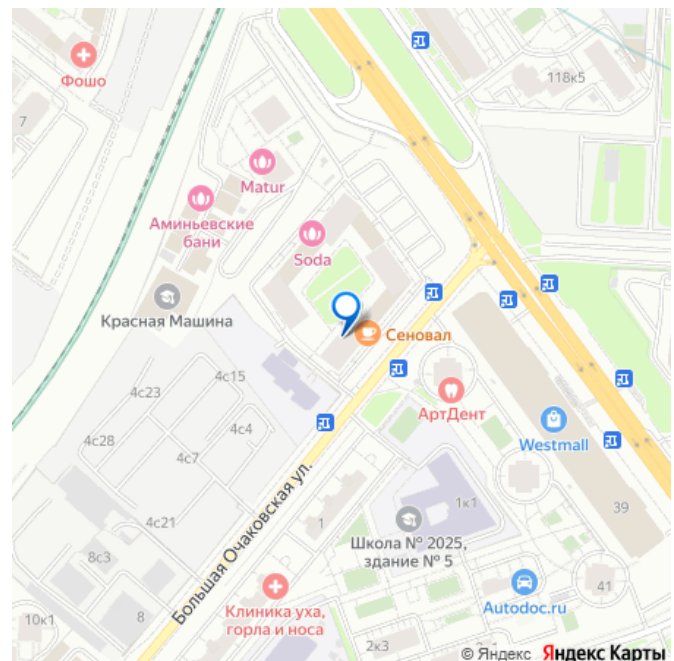 Фошо
7
118к5
Matur
Аминьевские
бани
Soda
Красная Машина
Сеновал
4с15
4с23
4с4
4с28
4с7
АртДент
Westmall
4с21
1к1
39
1
Школа № 2025,
здание № 5
8с3
Большая Очаковская ул.
41
Autodoc.ru
10к1
8
Клиника уха,
горла и носа
2к3
2к1
© Яндекс Яндекс Карты